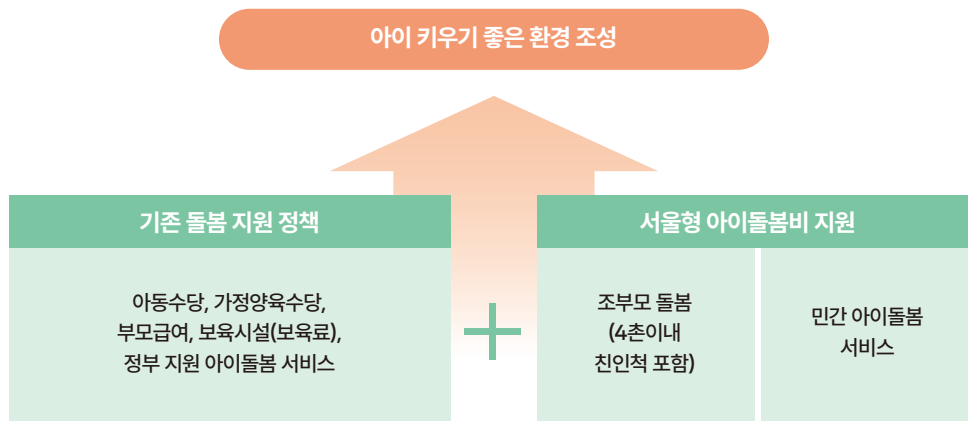 아이 키우기 좋은 환경 조성
기존 돌봄 지원 정책
아동수당, 가정양육수당,
부모급여, 보육시설(보육료),
정부 지원 아이돌봄 서비스
+
서울형 아이돌봄비 지원
조부모 돌봄
(4촌이내
친인척 포함)
민간 아이돌봄
서비스